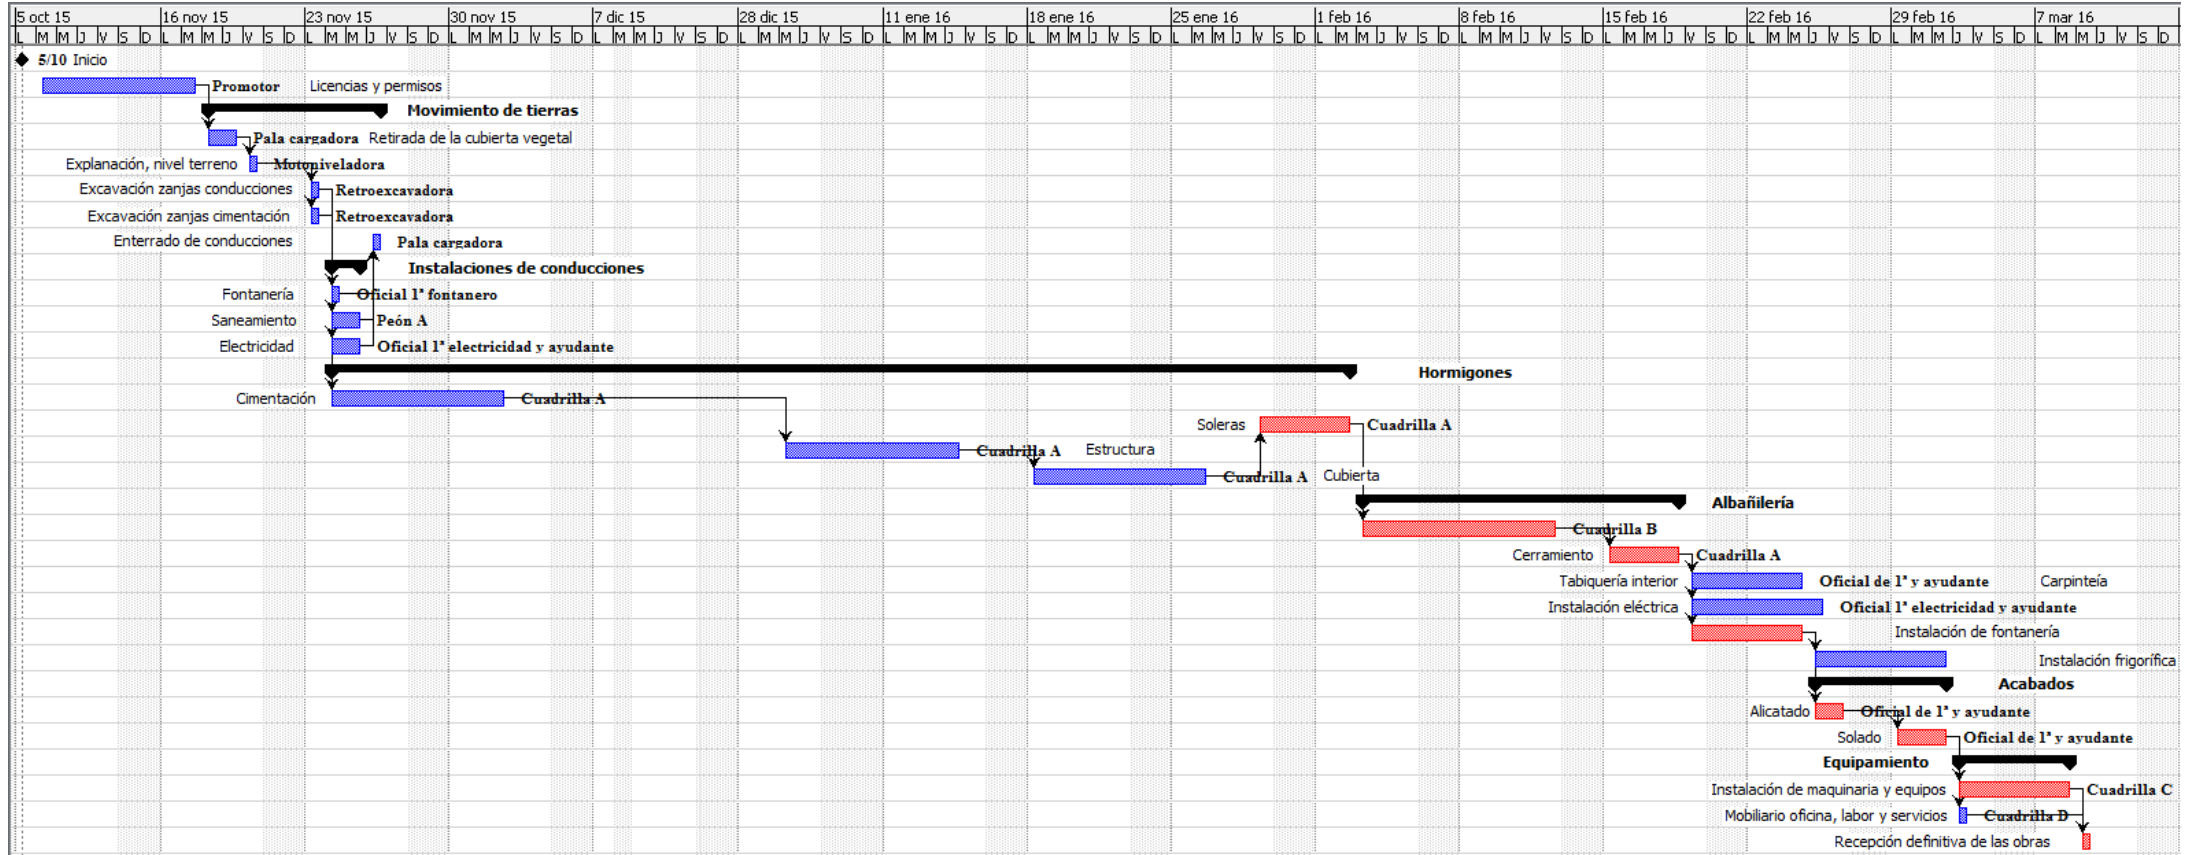 5 oct 15 16 nov 15 23 nov 15 30 nov 15 7 dic 15 28 dic 15 11 ene 16 18 ene 16 25 ene 16 1 feb 16 8 feb 16 15 feb 16 22 feb 16 29 feb 16 7 mar 16
L M M J V S D L M M J V S D L M M J V S D L M M J V S D L M M J V S D L M M J V S D L M M J V S D L M M J V S D L M M J V S D L M M J V S D L M M J V S D L M M J V S D L M M J V S D L M M J V S D L M M J V S D
5/10 Inicio
Promotor Licencias y permisos
Movimiento de tierras
Pala cargadora Retirada de la cubierta vegetal
Explanación, nivel terreno Motoniveladora
Excavación zanjas conducciones Retroexcavadora
Excavación zanjas cimentación Retroexcavadora
Enterrado de conducciones Pala cargadora
Instalaciones de conducciones
Fontanería Oficial 1ª fontanero
Saneamiento Peón A
Electricidad Oficial 1ª electricidad y ayudante
Hormigones
Cimentación Cuadrilla A
Soleras Cuadrilla A
Cuadrilla A Estructura
Cuadrilla A Cubierta
Albañilería
Cuadrilla B
Cerramiento Cuadrilla A
Tabiquería interior Oficial de 1ª y ayudante Carpinteía
Instalación eléctrica Oficial 1ª electricidad y ayudante
Instalación de fontanería
Instalación frigorífica
Acabados
Alicatado Oficial de 1ª y ayudante
Solado Oficial de 1ª y ayudante
Equipamiento
Instalación de maquinaria y equipos Cuadrilla C
Mobiliario oficina, labor y servicios Cuadrilla D
Recepción definitiva de las obras